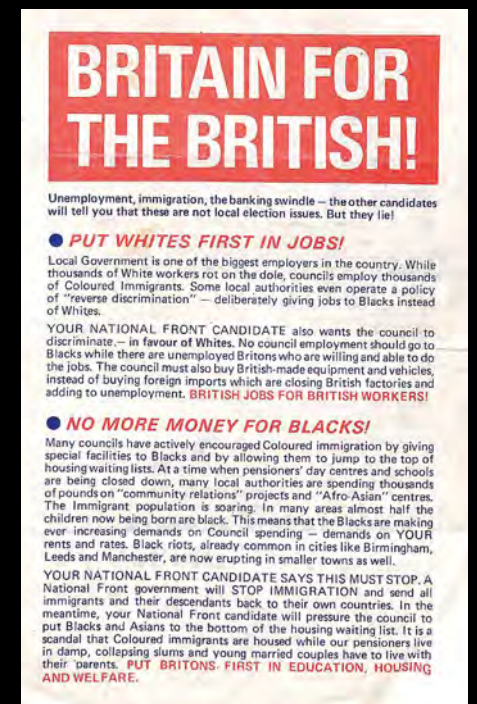 BRITAIN FOR
THE BRITISH!
Unemployment, immigration, the banking swindle — the other candidates
will tell you that these are not local election issues. But they lie!
● PUT WHITES FIRST IN JOBS!
Local Government is one of the biggest employers in the country. While
thousands of White workers rot on the dole, councils employ thousands
of Coloured Immigrants. Some local authorities even operate a policy
of "reverse discrimination" — deliberately giving jobs to Blacks instead
of Whites.
YOUR NATIONAL FRONT CANDIDATE also wants the council to
discriminate — in favour of Whites. No council employment should go to
Blacks while there are unemployed Britons who are willing and able to do
the jobs. The council must also buy British-made equipment and vehicles,
instead of buying foreign imports which are closing British factories and
adding to unemployment. BRITISH JOBS FOR BRITISH WORKERS!
● NO MORE MONEY FOR BLACKS!
Many councils have actively encouraged Coloured immigration by giving
special facilities to Blacks and by allowing them to jump to the top of
housing waiting lists. At a time when pensioners' day centres and schools
are being closed down, many local authorities are spending thousands
of pounds on "community relations" projects and "Afro-Asian" centres.
The Immigrant population is soaring. In many areas almost half the
children now being born are black. This means that the Blacks are making
ever increasing demands on Council spending — demands on YOUR
rents and rates. Black riots, already common in cities like Birmingham,
Leeds and Manchester, are now erupting in smaller towns as well.
YOUR NATIONAL FRONT CANDIDATE SAYS THIS MUST STOP. A
National Front government will STOP IMMIGRATION and send all
immigrants and their descendants back to their own countries. In the
meantime, your National Front candidate will pressure the council to
put Blacks and Asians to the bottom of the housing waiting list. It is a
scandal that Coloured immigrants are housed while our pensioners live
in damp, collapsing slums and young married couples have to live with
their parents. PUT BRITONS FIRST IN EDUCATION, HOUSING
AND WELFARE.